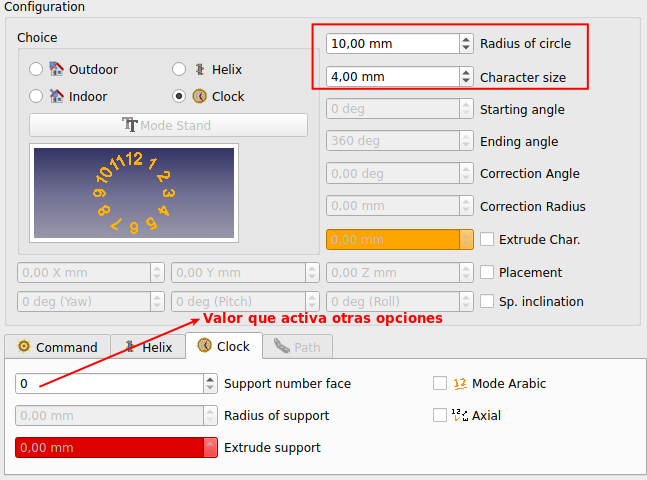 Configuration
Choice
Outdoor
Helix
Indoor
Clock
Mode Stand
12 1 2 3 4 5 6 7 8 9 10 11
10,00 mm Radius of circle
4,00 mm Character size
0 deg Starting angle
360 deg Ending angle
0,00 deg Correction Angle
0,00 mm Correction Radius
0,00 mm Extrude Char.
0,00 X mm 0,00 Y mm 0,00 Z mm Placement
0 deg (Yaw) 0 deg (Pitch) 0 deg (Roll) Sp. inclination
Valor que activa otras opciones
Command Helix Clock Path
0 Support number face 12 Mode Arabic
0,00 mm Radius of support 12 Axial
0,00 mm Extrude support